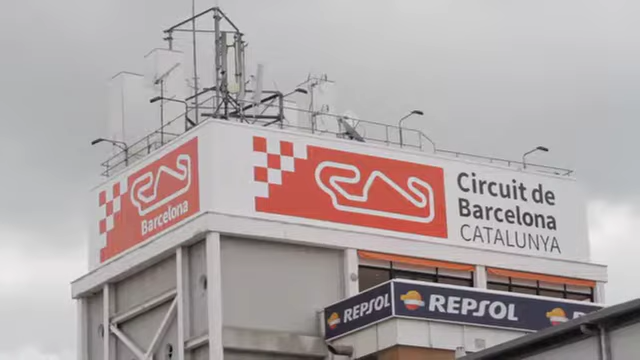 Barcelona
Circuit de
Barcelona
CATALUNYA
REPSOL
REPSOL